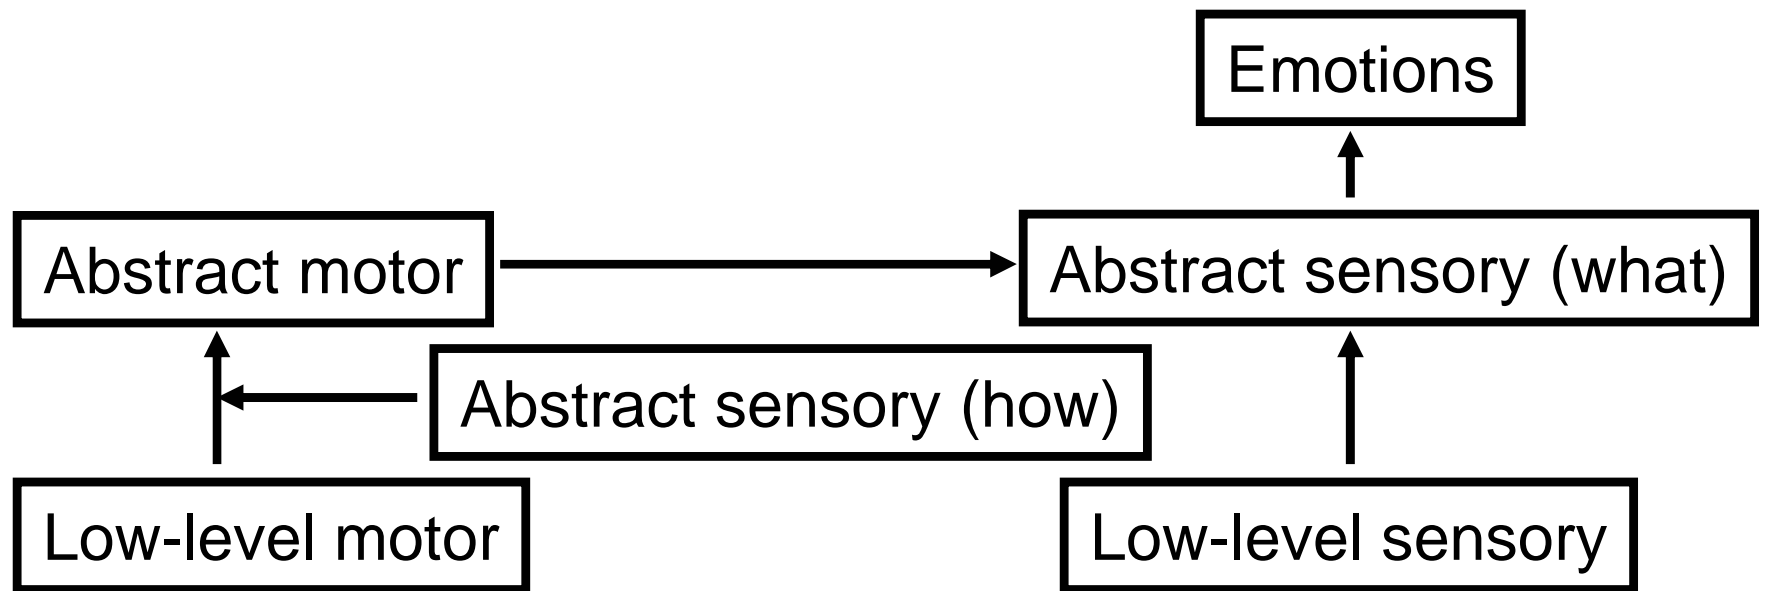 Emotions
Abstract motor
Abstract sensory (what)
Abstract sensory (how)
Low-level motor
Low-level sensory